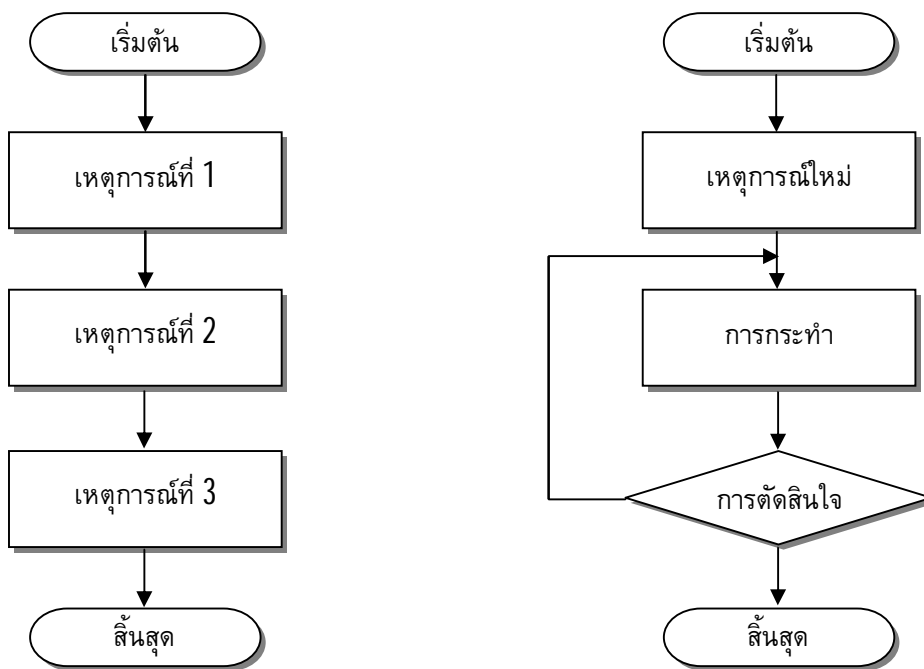 เริ่มต้น
เหตุการณ์ที่ 1
เหตุการณ์ที่ 2
เหตุการณ์ที่ 3
สิ้นสุด
เริ่มต้น
เหตุการณ์ใหม่
การกระทำ
การตัดสินใจ
สิ้นสุด